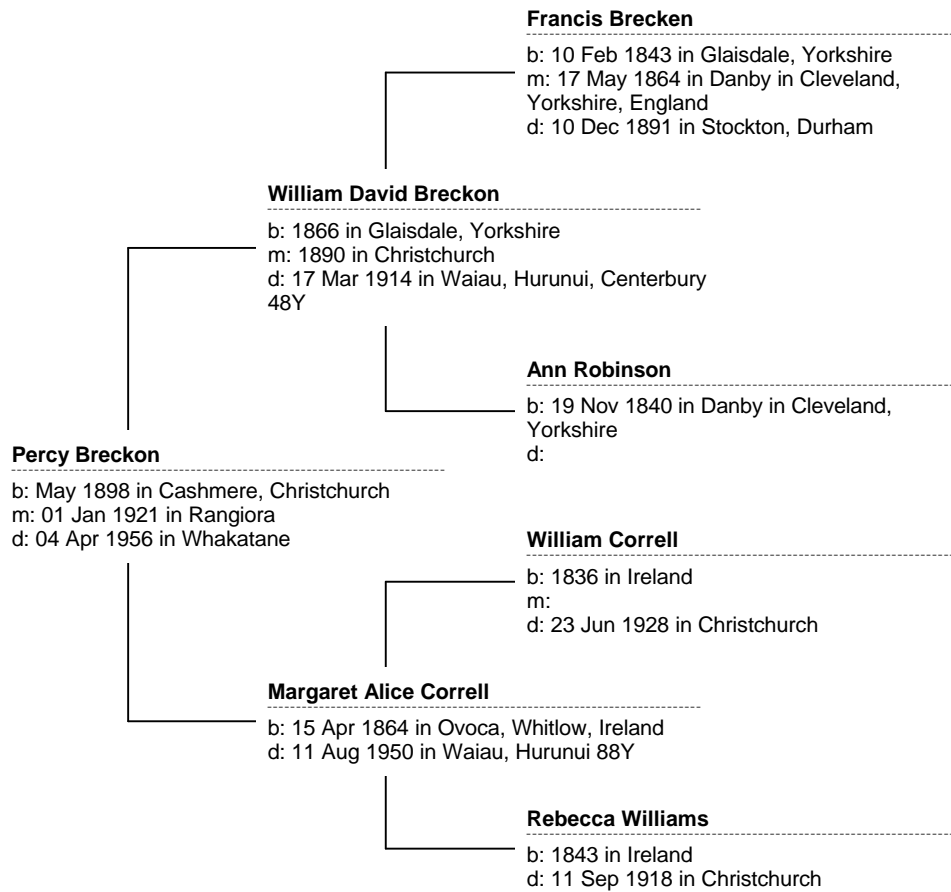 Francis Brecken
b: 10 Feb 1843 in Glaisdale, Yorkshire
m: 17 May 1864 in Danby in Cleveland,
Yorkshire, England
d: 10 Dec 1891 in Stockton, Durham
William David Breckon
b: 1866 in Glaisdale, Yorkshire
m: 1890 in Christchurch
d: 17 Mar 1914 in Waiau, Hurunui, Centerbury
48Y
Ann Robinson
b: 19 Nov 1840 in Danby in Cleveland,
Yorkshire
d:
Percy Breckon
b: May 1898 in Cashmere, Christchurch
m: 01 Jan 1921 in Rangiora
d: 04 Apr 1956 in Whakatane
William Correll
b: 1836 in Ireland
m:
d: 23 Jun 1928 in Christchurch
Margaret Alice Correll
b: 15 Apr 1864 in Ovoca, Whitlow, Ireland
d: 11 Aug 1950 in Waiau, Hurunui 88Y
Rebecca Williams
b: 1843 in Ireland
d: 11 Sep 1918 in Christchurch